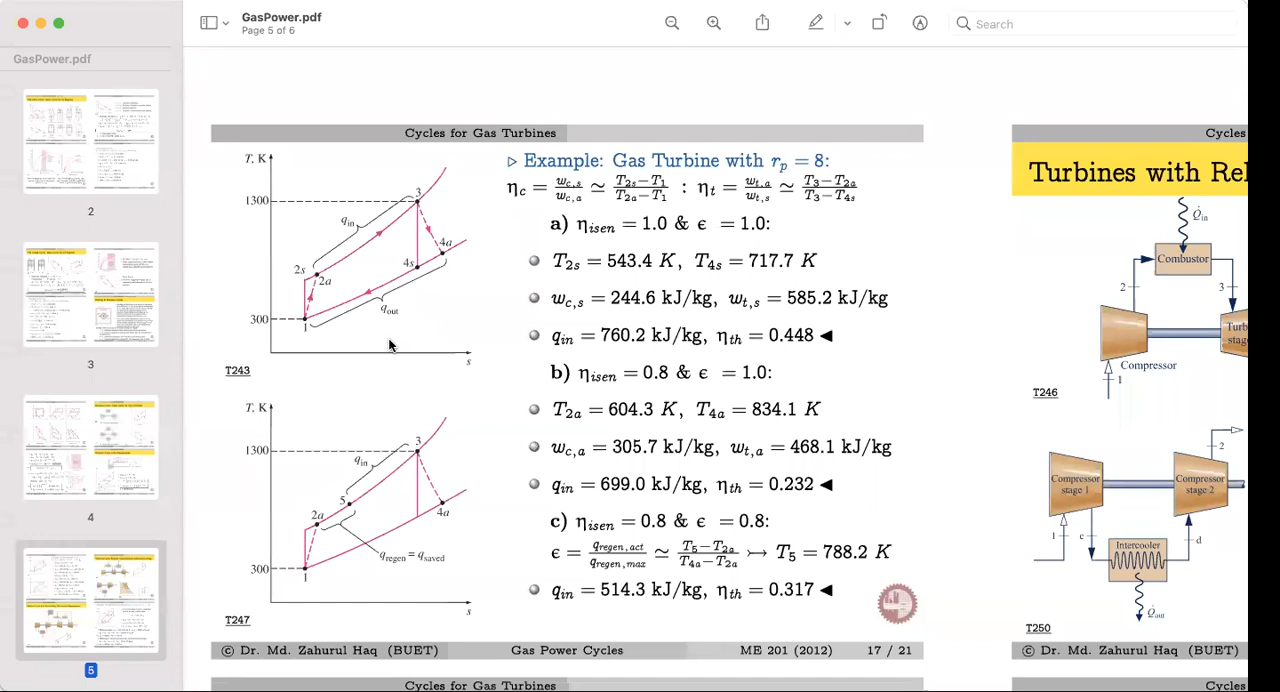 GasPower.pdf
Page 5 of 6
Search
GasPower.pdf
2
3
4
5
Cycles for Gas Turbines
T, K
1300
300
q_in
q_out
1
2s
2a
3
4s
4a
s
T243
T, K
1300
300
q_in
q_regen = q_saved
1
2a
5
3
4a
s
T247
▷ Example: Gas Turbine with r_p = 8:
η_c = w_c,s / w_c,a ≃ (T_2s−T_1) / (T_2a−T_1) : η_t = w_t,a / w_t,s ≃ (T_3−T_2a) / (T_3−T_4s)
a) η_isen = 1.0 & ϵ = 1.0:
T_2s = 543.4 K, T_4s = 717.7 K
w_c,s = 244.6 kJ/kg, w_t,s = 585.2 kJ/kg
q_in = 760.2 kJ/kg, η_th = 0.448 ◀
b) η_isen = 0.8 & ϵ = 1.0:
T_2a = 604.3 K, T_4a = 834.1 K
w_c,a = 305.7 kJ/kg, w_t,a = 468.1 kJ/kg
q_in = 699.0 kJ/kg, η_th = 0.232 ◀
c) η_isen = 0.8 & ϵ = 0.8:
ϵ = q_regen,act / q_regen,max ≃ (T_5−T_2a) / (T_4a−T_2a) ↣ T_5 = 788.2 K
q_in = 514.3 kJ/kg, η_th = 0.317 ◀
© Dr. Md. Zahurul Haq (BUET) Gas Power Cycles ME 201 (2012) 17 / 21
Cycles for Gas Turbines
Cycles
Turbines with Rel
Q̇_in
Combustor
2
3
Turb
stag
Compressor
1
T246
2
Compressor
stage 1
Compressor
stage 2
1
c
d
Intercooler
Q̇_out
T250
© Dr. Md. Zahurul Haq (BUET)
Cycles